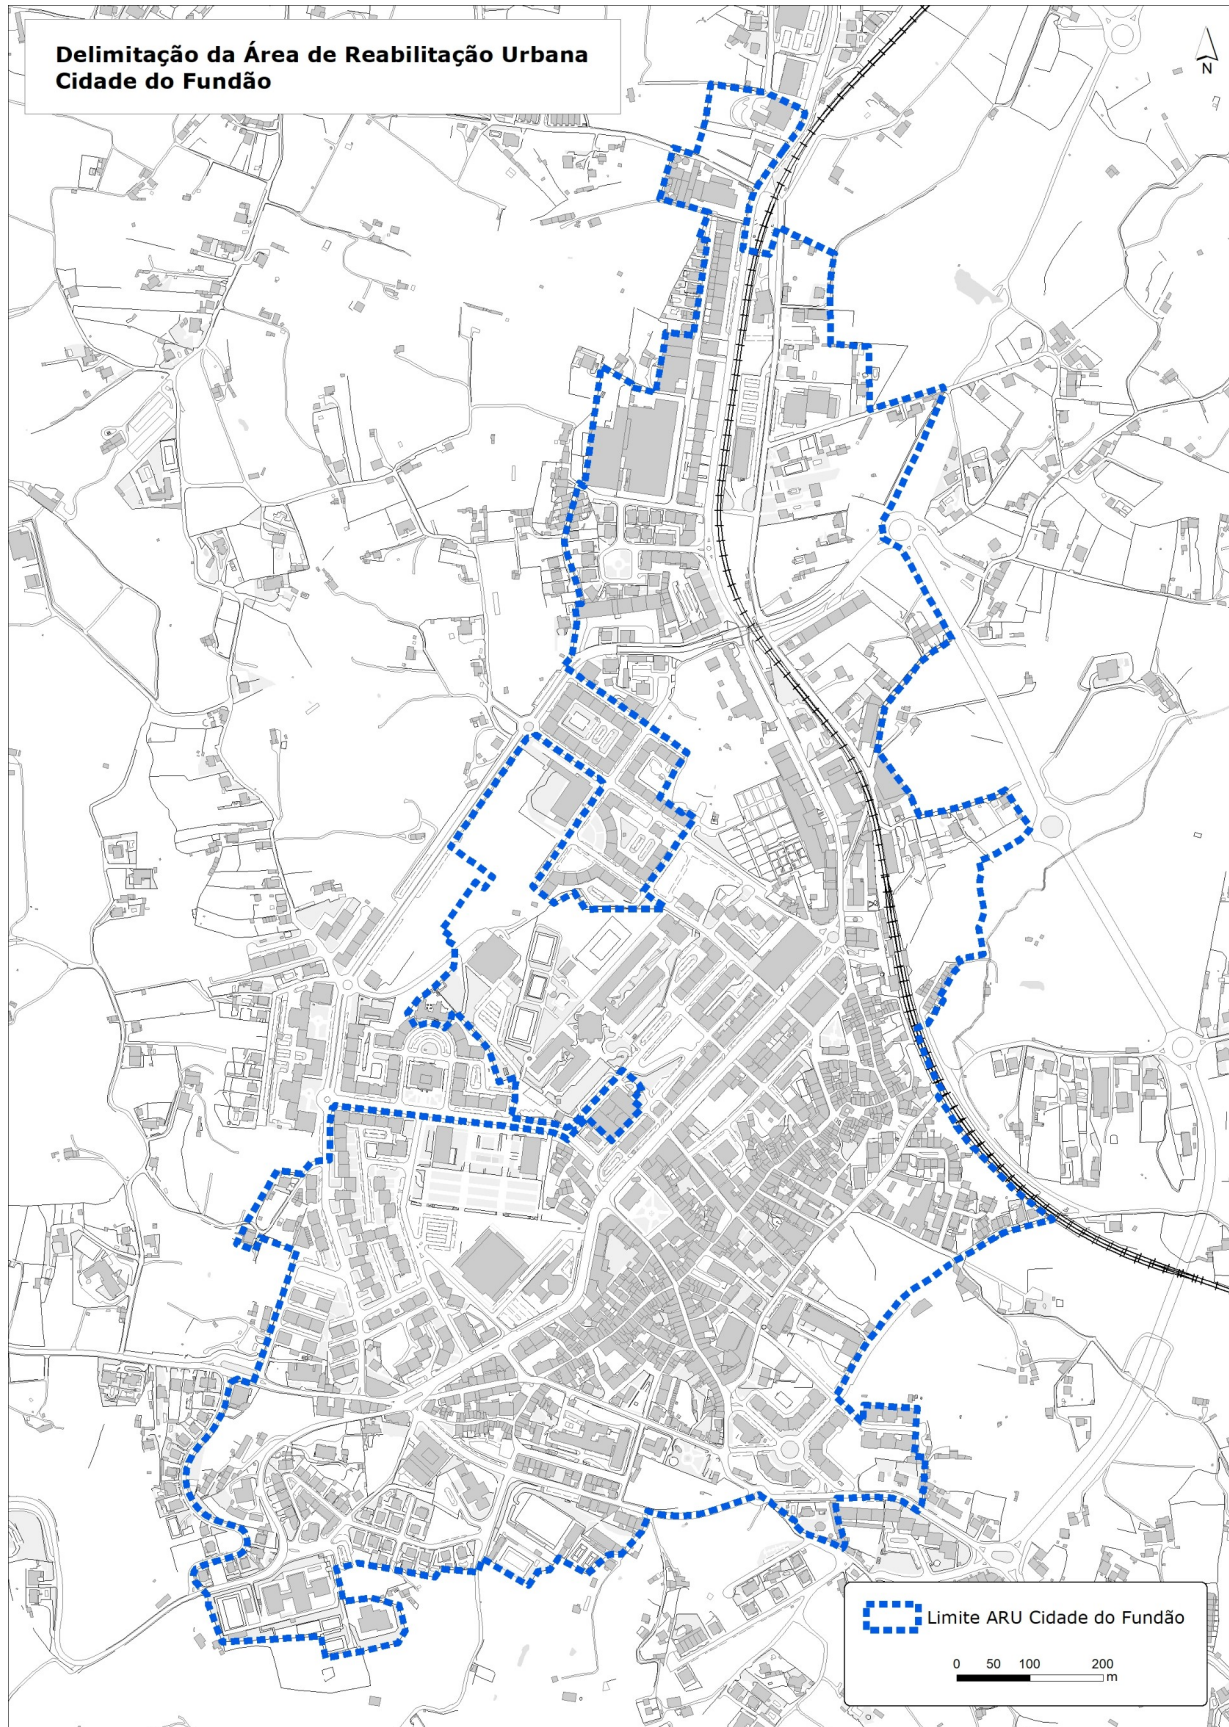 Delimitação da Área de Reabilitação Urbana
Cidade do Fundão
N
Limite ARU Cidade do Fundão
0 50 100 200
m